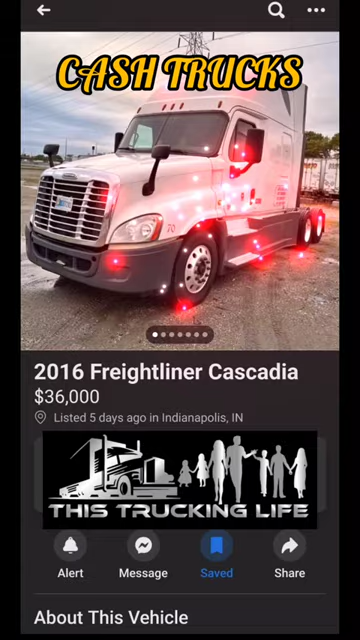 CASH TRUCKS
70
2016 Freightliner Cascadia
$36,000
Listed 5 days ago in Indianapolis, IN
THIS TRUCKING LIFE
Alert
Message
Saved
Share
About This Vehicle